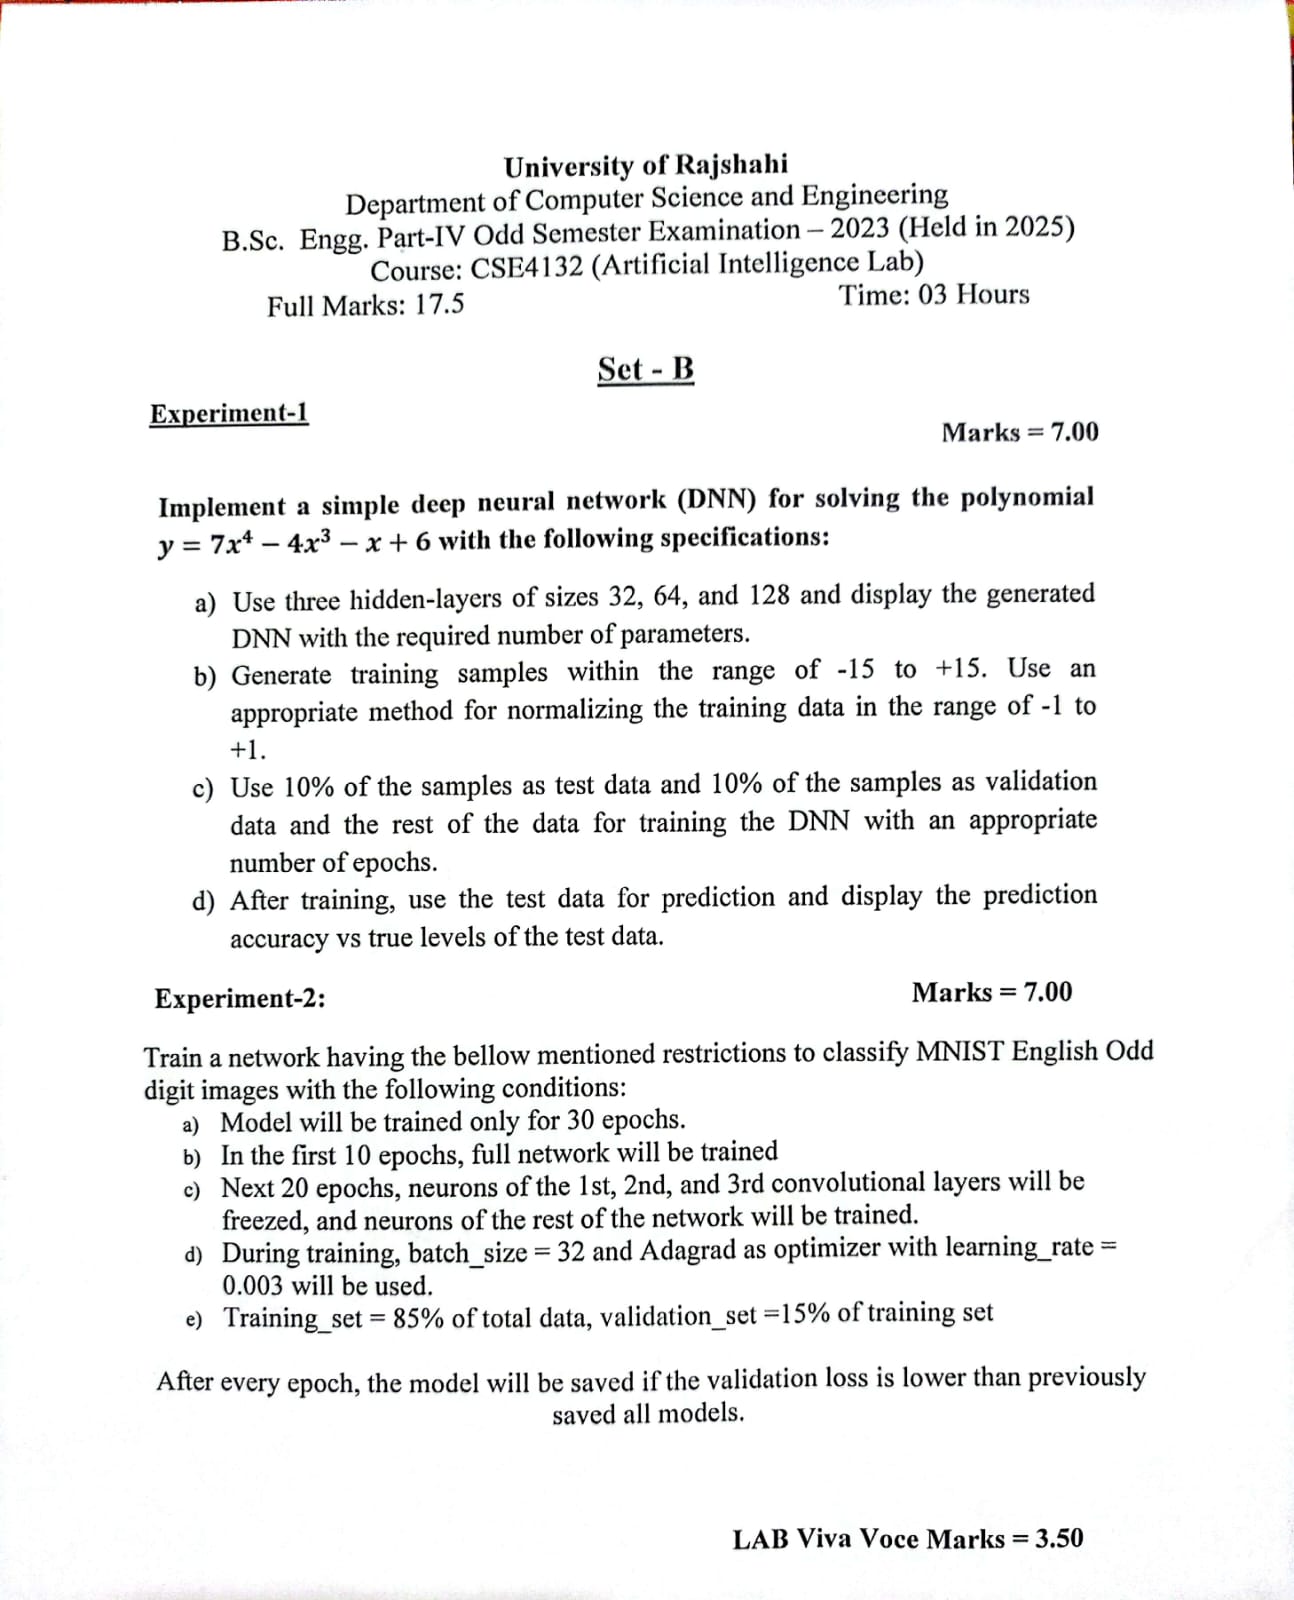 University of Rajshahi
Department of Computer Science and Engineering
B.Sc. Engg. Part-IV Odd Semester Examination – 2023 (Held in 2025)
Course: CSE4132 (Artificial Intelligence Lab)
Full Marks: 17.5 Time: 03 Hours
Set - B
Experiment-1
Marks = 7.00
Implement a simple deep neural network (DNN) for solving the polynomial
y = 7x⁴ – 4x³ – x + 6 with the following specifications:
a) Use three hidden-layers of sizes 32, 64, and 128 and display the generated
DNN with the required number of parameters.
b) Generate training samples within the range of -15 to +15. Use an
appropriate method for normalizing the training data in the range of -1 to
+1.
c) Use 10% of the samples as test data and 10% of the samples as validation
data and the rest of the data for training the DNN with an appropriate
number of epochs.
d) After training, use the test data for prediction and display the prediction
accuracy vs true levels of the test data.
Experiment-2: Marks = 7.00
Train a network having the bellow mentioned restrictions to classify MNIST English Odd
digit images with the following conditions:
a) Model will be trained only for 30 epochs.
b) In the first 10 epochs, full network will be trained
c) Next 20 epochs, neurons of the 1st, 2nd, and 3rd convolutional layers will be
freezed, and neurons of the rest of the network will be trained.
d) During training, batch_size = 32 and Adagrad as optimizer with learning_rate =
0.003 will be used.
e) Training_set = 85% of total data, validation_set =15% of training set
After every epoch, the model will be saved if the validation loss is lower than previously
saved all models.
LAB Viva Voce Marks = 3.50